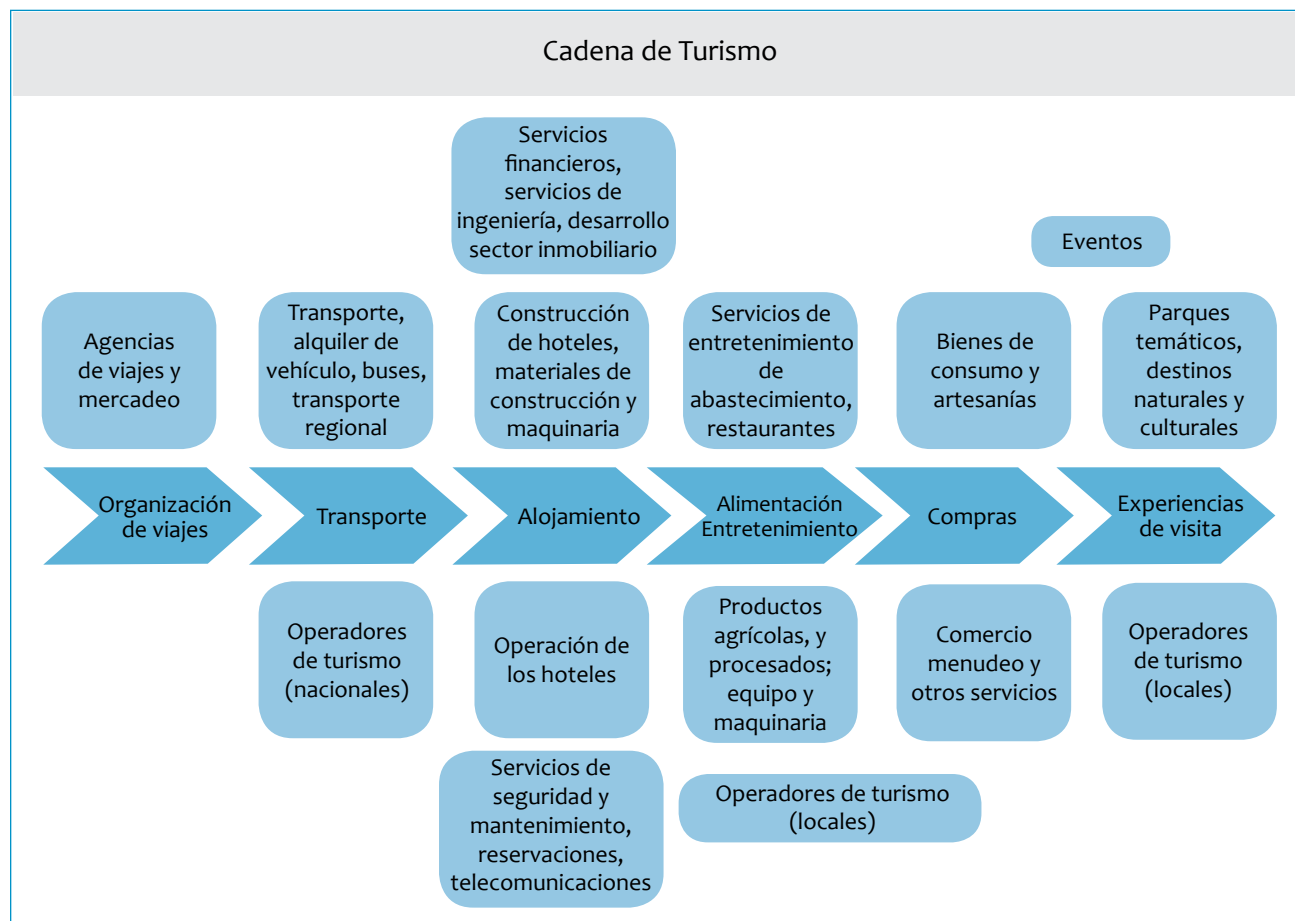 Cadena de Turismo
Servicios
financieros,
servicios de
ingeniería, desarrollo
sector inmobiliario
Eventos
Agencias
de viajes y
mercadeo
Transporte,
alquiler de
vehículo, buses,
transporte
regional
Construcción
de hoteles,
materiales de
construcción y
maquinaria
Servicios de
entretenimiento
de
abastecimiento,
restaurantes
Bienes de
consumo y
artesanías
Parques
temáticos,
destinos
naturales y
culturales
Organización
de viajes
Transporte
Alojamiento
Alimentación
Entretenimiento
Compras
Experiencias
de visita
Operadores
de turismo
(nacionales)
Operación de
los hoteles
Productos
agrícolas, y
procesados;
equipo y
maquinaria
Comercio
menudeo y
otros servicios
Operadores
de turismo
(locales)
Servicios de
seguridad y
mantenimiento,
reservaciones,
telecomunicaciones
Operadores de turismo
(locales)